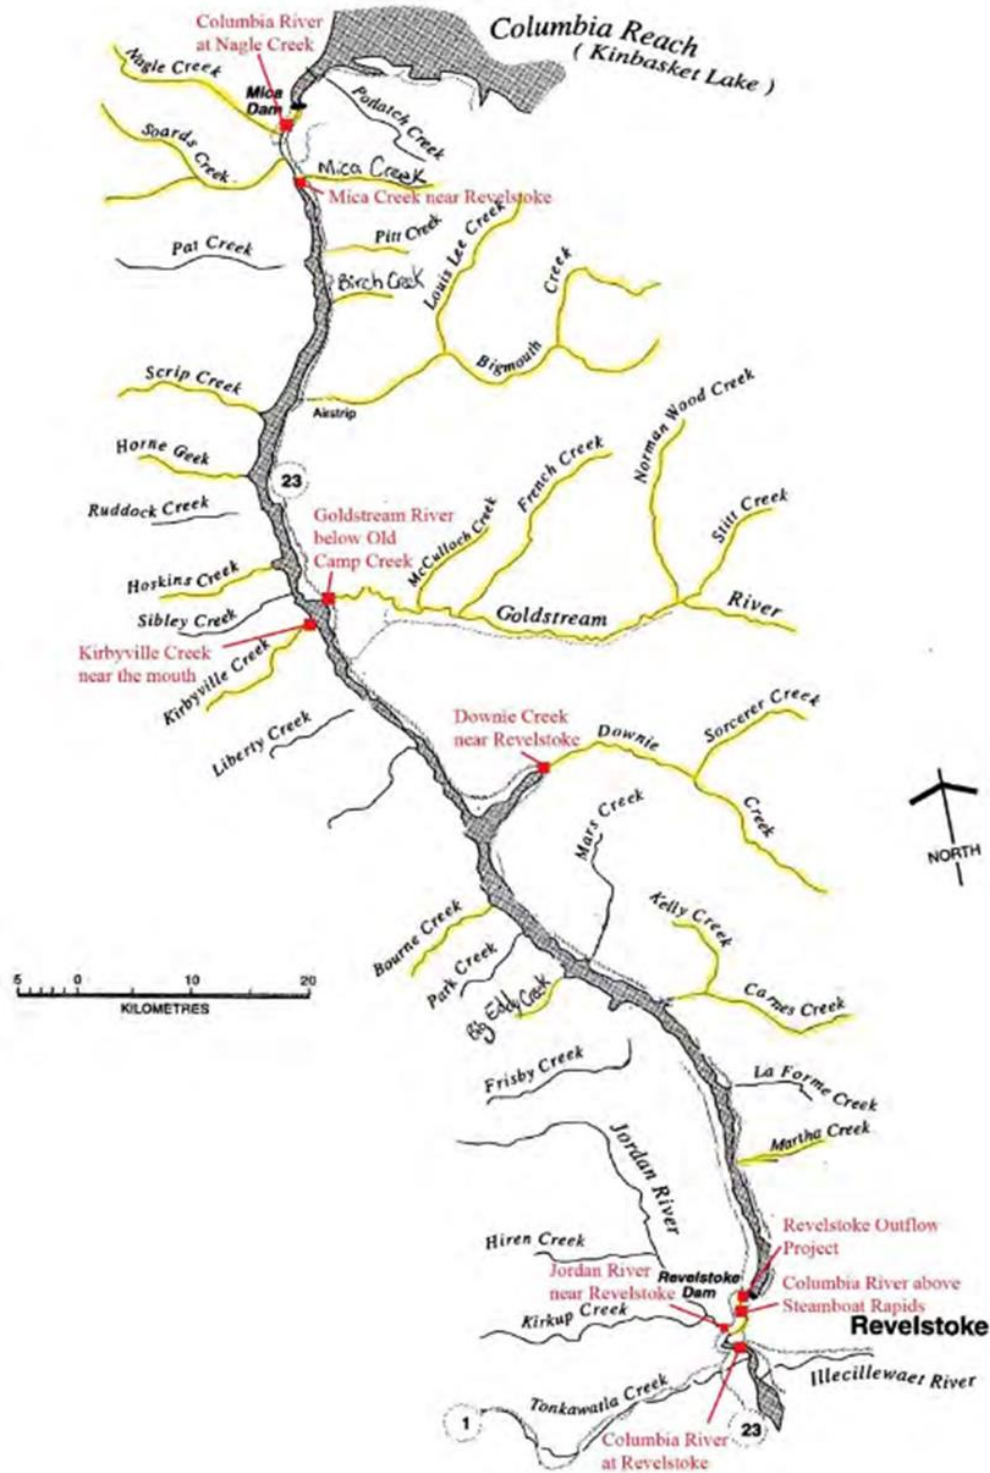 Columbia Reach
( Kinbasket Lake )
Columbia River
at Nagle Creek
Nagle Creek
Mica
Dam
Potlatch Creek
Soards Creek
Mica Creek
Mica Creek near Revelstoke
Pitt Creek
Pat Creek
Birch Creek
Louis Lee Creek
Creek
Bigmouth
Scrip Creek
Airstrip
Norman Wood Creek
Horne Geek
French Creek
23
Ruddock Creek
McCulloch Creek
Stitt Creek
Goldstream River
below Old
Camp Creek
Hoskins Creek
Goldstream
River
Sibley Creek
Kirbyville Creek
near the mouth
Kirbyville Creek
Liberty Creek
Downie Creek
near Revelstoke
Downie
Sorcerer Creek
Creek
Mars Creek
NORTH
Kelly Creek
Bourne Creek
Park Creek
5 0 10 20
KILOMETRES
Big Eddy Creek
Carnes Creek
Frisby Creek
La Forme Creek
Jordan River
Martha Creek
Hiren Creek
Revelstoke Outflow
Project
Jordan River
near Revelstoke
Revelstoke
Dam
Columbia River above
Steamboat Rapids
Kirkup Creek
Revelstoke
Illecillewaet River
Tonkawatla Creek
1
23
Columbia River
at Revelstoke